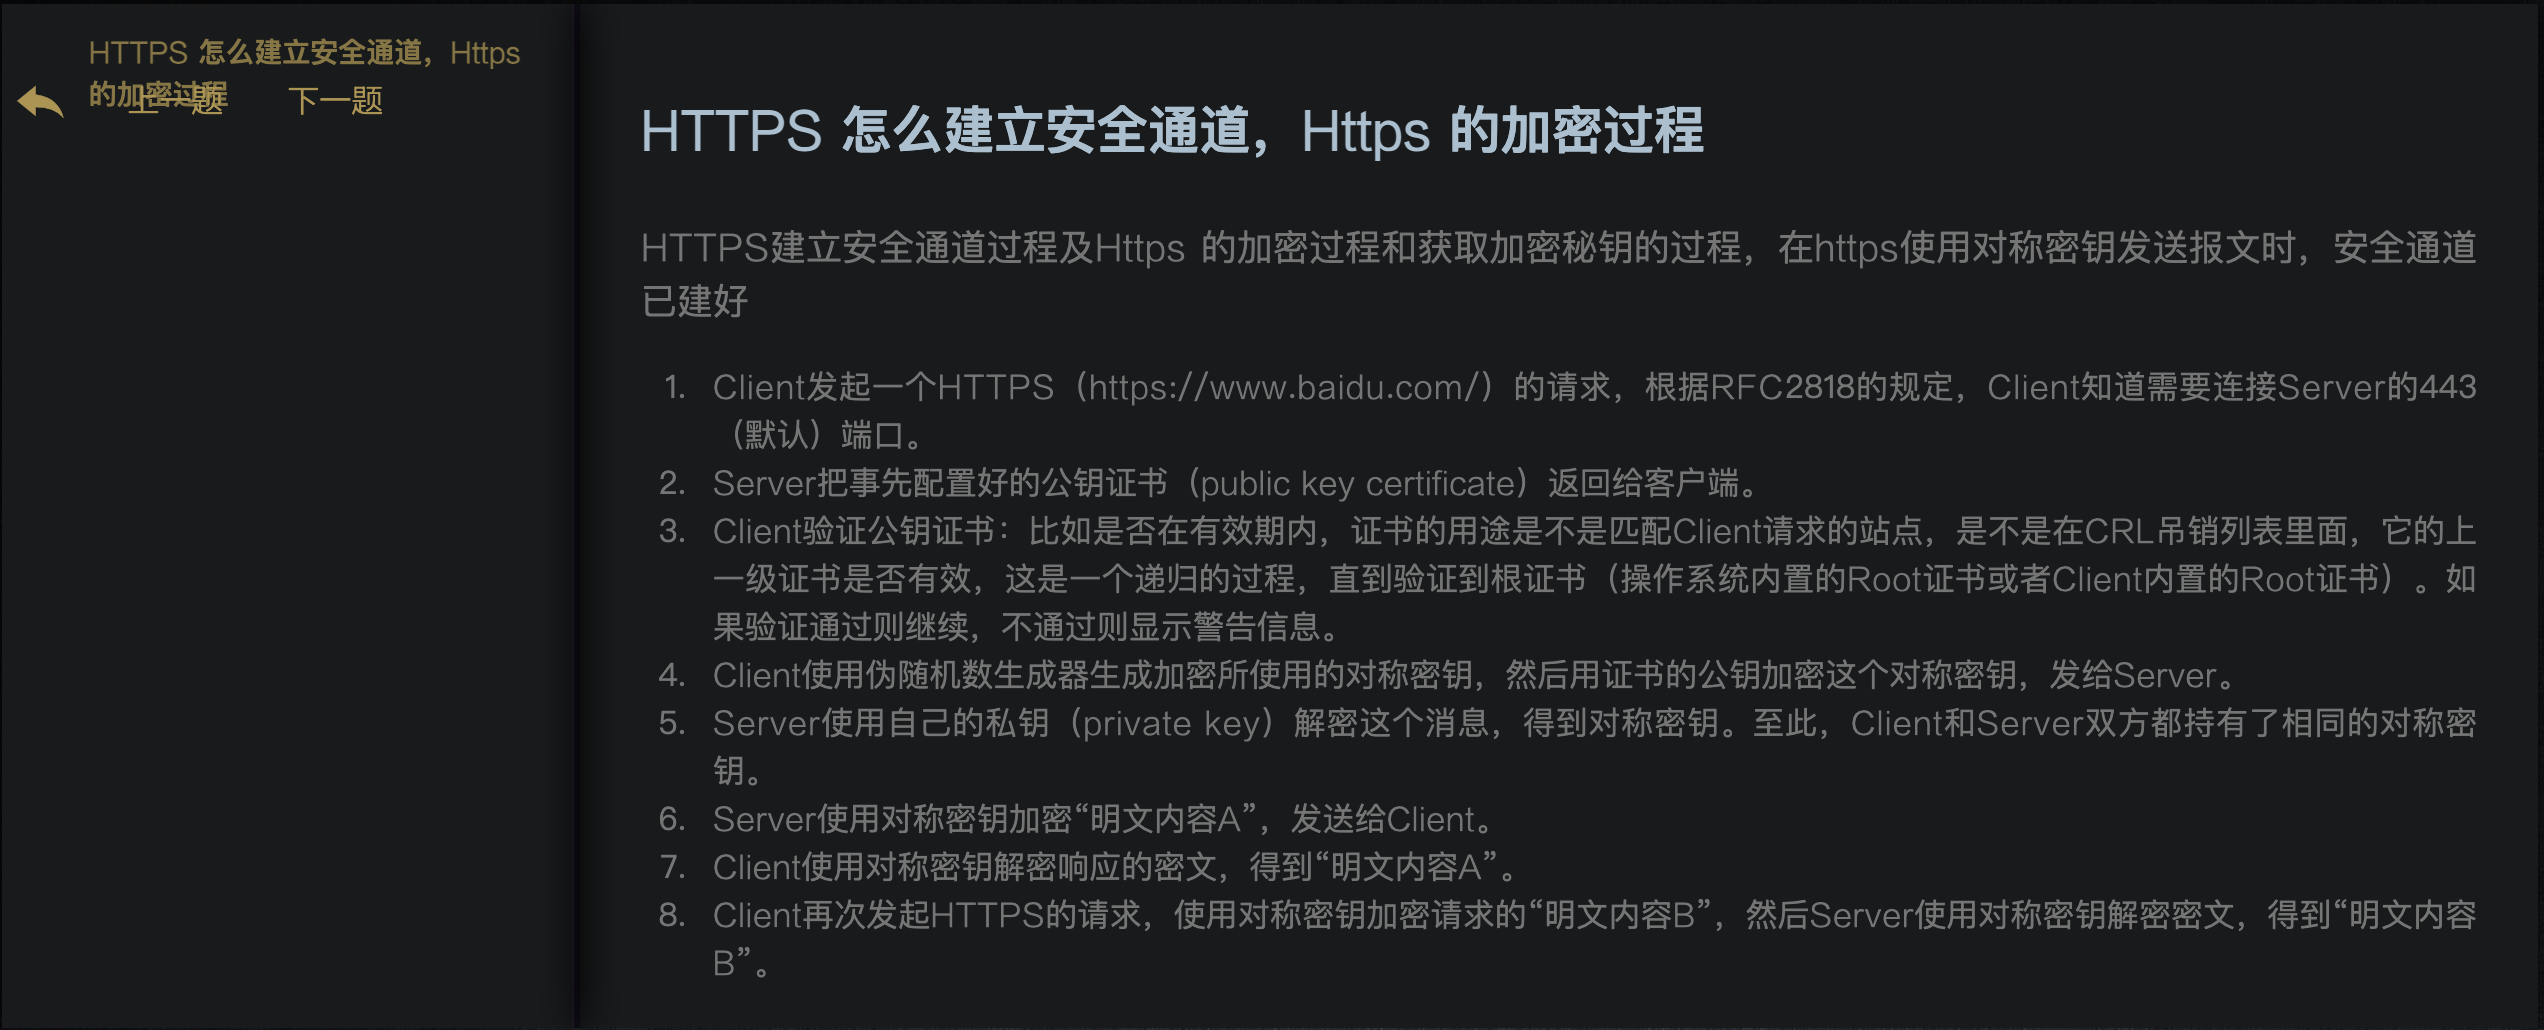 HTTPS 怎么建立安全通道，Https
的加密过程
上一题
下一题
HTTPS 怎么建立安全通道，Https 的加密过程
HTTPS建立安全通道过程及Https 的加密过程和获取加密秘钥的过程，在https使用对称密钥发送报文时，安全通道
已建好
1. Client发起一个HTTPS（https://www.baidu.com/）的请求，根据RFC2818的规定，Client知道需要连接Server的443
（默认）端口。
2. Server把事先配置好的公钥证书（public key certificate）返回给客户端。
3. Client验证公钥证书：比如是否在有效期内，证书的用途是不是匹配Client请求的站点，是不是在CRL吊销列表里面，它的上
一级证书是否有效，这是一个递归的过程，直到验证到根证书（操作系统内置的Root证书或者Client内置的Root证书）。如
果验证通过则继续，不通过则显示警告信息。
4. Client使用伪随机数生成器生成加密所使用的对称密钥，然后用证书的公钥加密这个对称密钥，发给Server。
5. Server使用自己的私钥（private key）解密这个消息，得到对称密钥。至此，Client和Server双方都持有了相同的对称密
钥。
6. Server使用对称密钥加密“明文内容A”，发送给Client。
7. Client使用对称密钥解密响应的密文，得到“明文内容A”。
8. Client再次发起HTTPS的请求，使用对称密钥加密请求的“明文内容B”，然后Server使用对称密钥解密密文，得到“明文内容
B”。